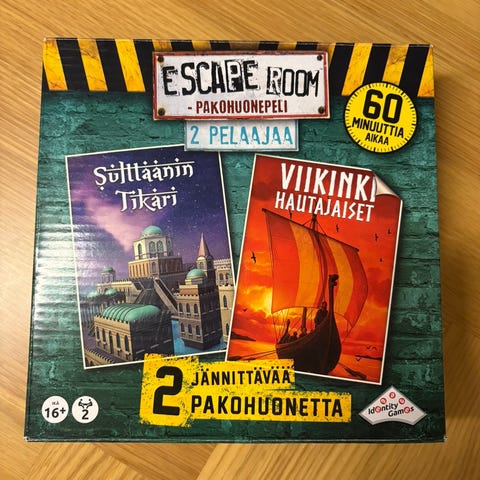 ESCAPE ROOM
- PAKOHUONEPELI
2 PELAAJAA
60
MINUUTTIA
AIKAA
Sulttaanin
Tikari
VIIKINKI
HAUTAJAISET
2 JÄNNITTÄVÄÄ
PAKOHUONETTA
IKÄ
16+
2
Identity
Games